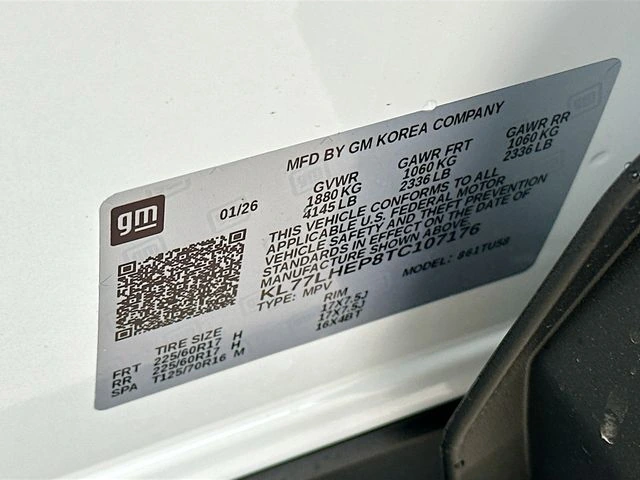 MFD BY GM KOREA COMPANY
gm
01/26
GVWR GAWR FRT GAWR RR
1880 KG 1060 KG 1060 KG
4145 LB 2336 LB 2336 LB
THIS VEHICLE CONFORMS TO ALL
APPLICABLE U.S. FEDERAL MOTOR
VEHICLE SAFETY AND THEFT PREVENTION
STANDARDS IN EFFECT ON THE DATE OF
MANUFACTURE SHOWN ABOVE.
KL77LHEP8TC107176
TYPE: MPV MODEL: 861TU58
TIRE SIZE RIM
FRT 225/60R17 H 17X7.5J
RR 225/60R17 H 17X7.5J
SPA T125/70R16 M 16X4BT